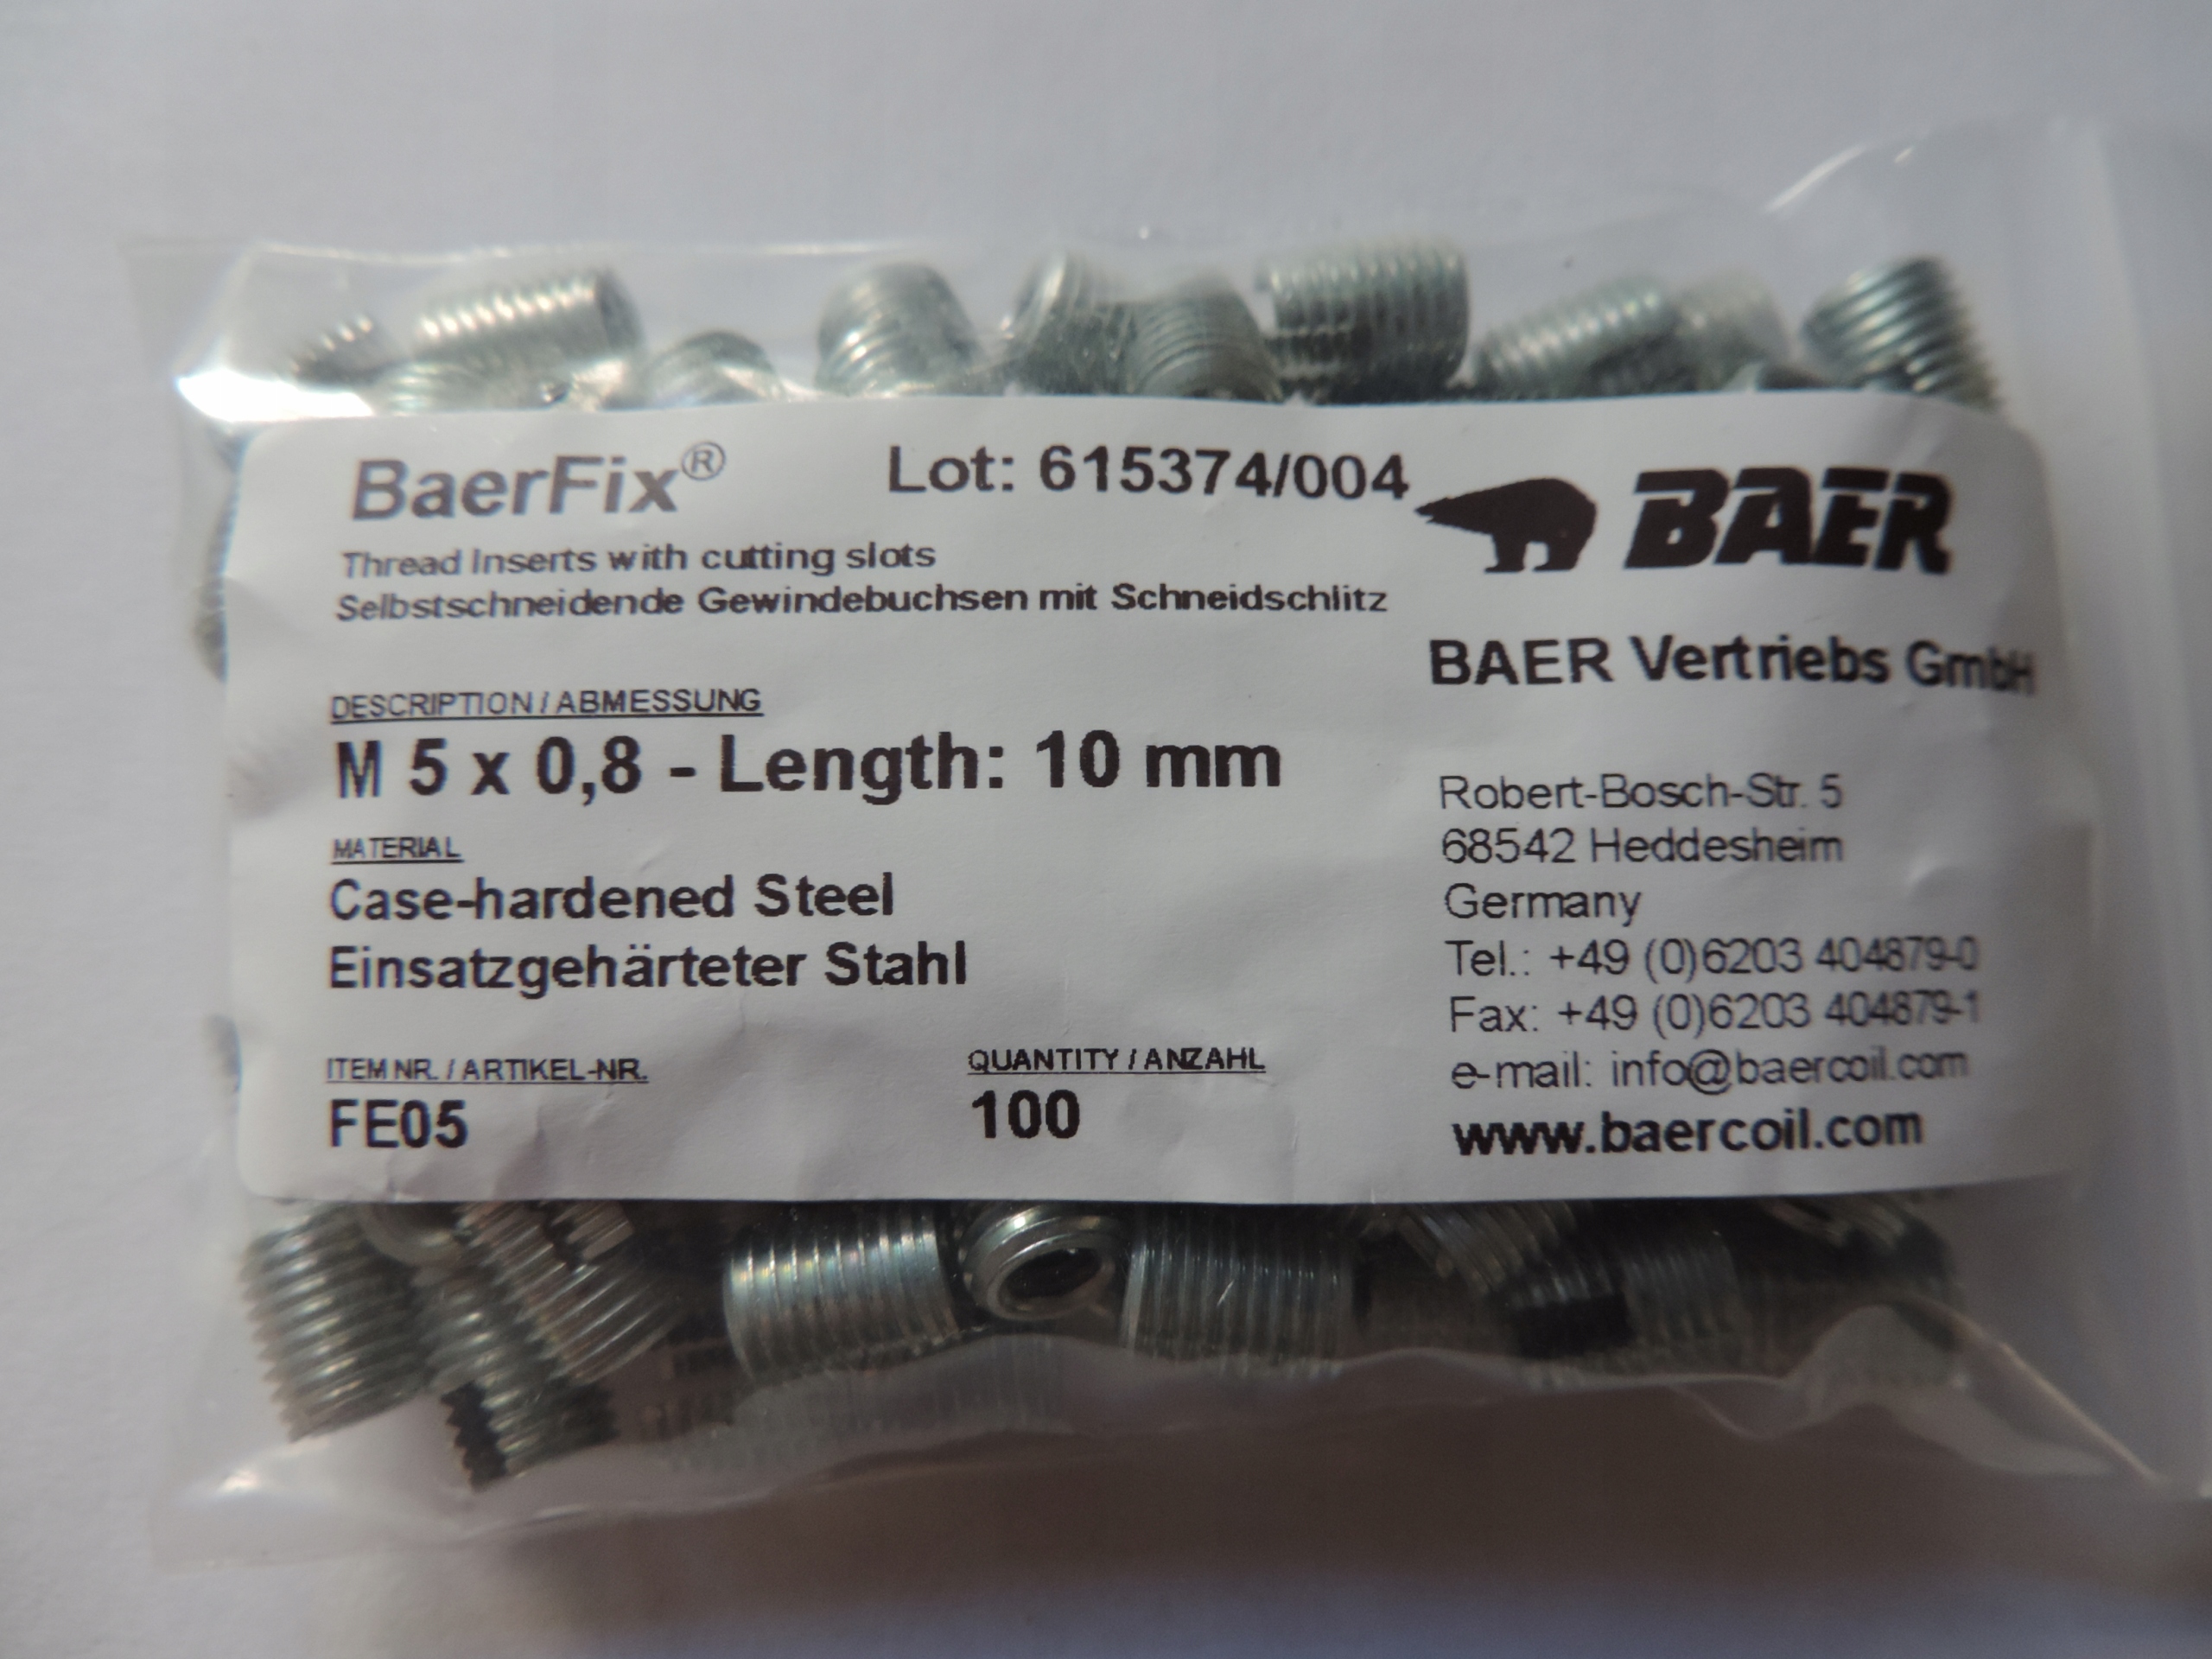 BaerFix®
Lot: 615374/004
Thread Inserts with cutting slots
Selbstschneidende Gewindebuchsen mit Schneidschlitz
DESCRIPTION / ABMESSUNG
M 5 x 0,8 - Length: 10 mm
MATERIAL
Case-hardened Steel
Einsatzgehärteter Stahl
ITEM NR. / ARTIKEL-NR.
FE05
QUANTITY / ANZAHL
100
BAER
BAER Vertriebs GmbH
Robert-Bosch-Str. 5
68542 Heddesheim
Germany
Tel.: +49 (0)6203 404879-0
Fax: +49 (0)6203 404879-1
e-mail: info@baercoil.com
www.baercoil.com